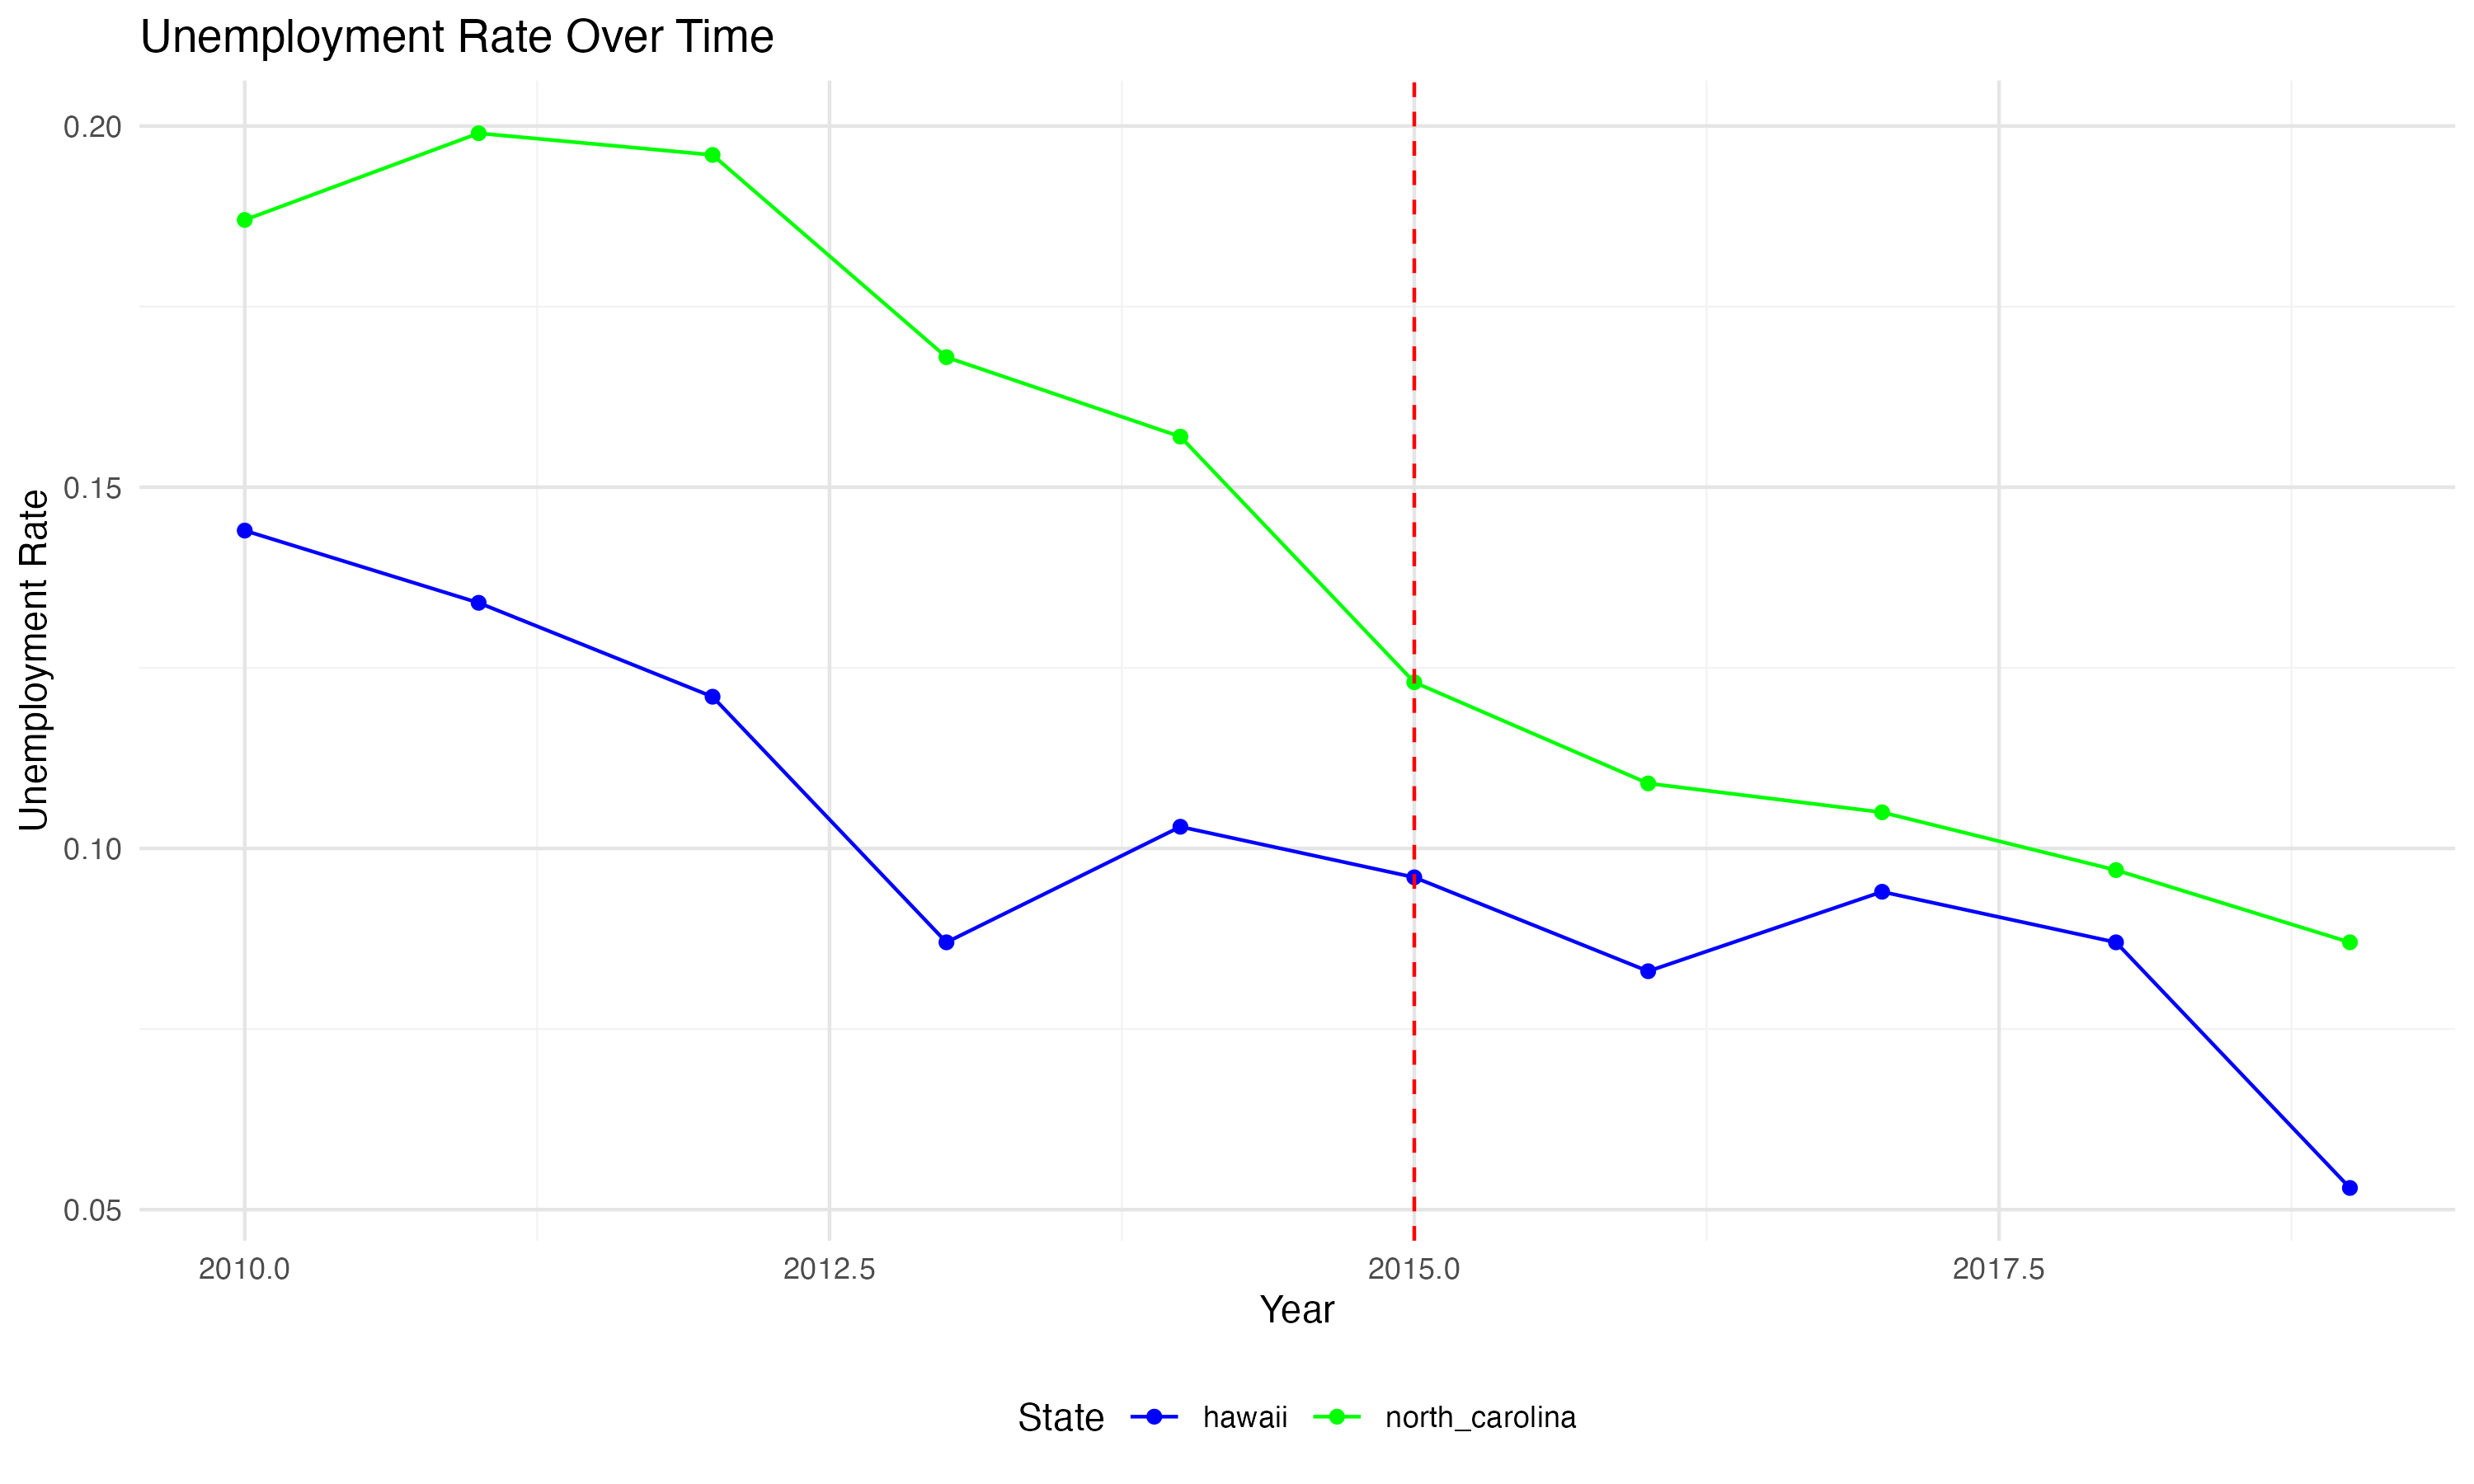 Unemployment Rate Over Time
Unemployment Rate
0.20
0.15
0.10
0.05
2010.0 2012.5 2015.0 2017.5
Year
State hawaii north_carolina